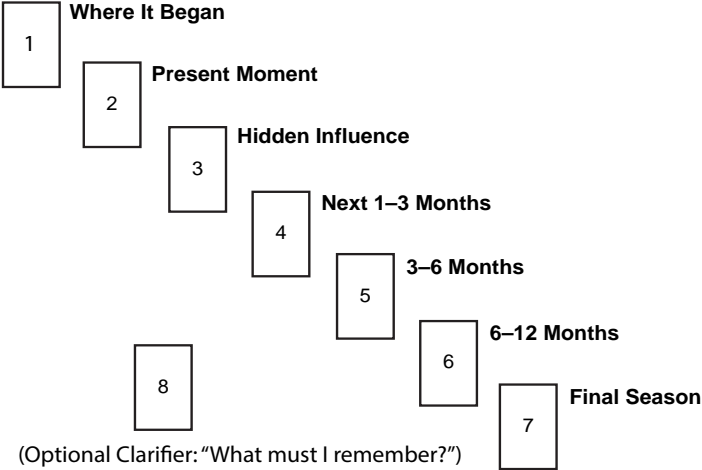 Where It Began
1
Present Moment
2
Hidden Influence
3
Next 1–3 Months
4
3–6 Months
5
6–12 Months
6
8
Final Season
7
(Optional Clarifier: “What must I remember?”)